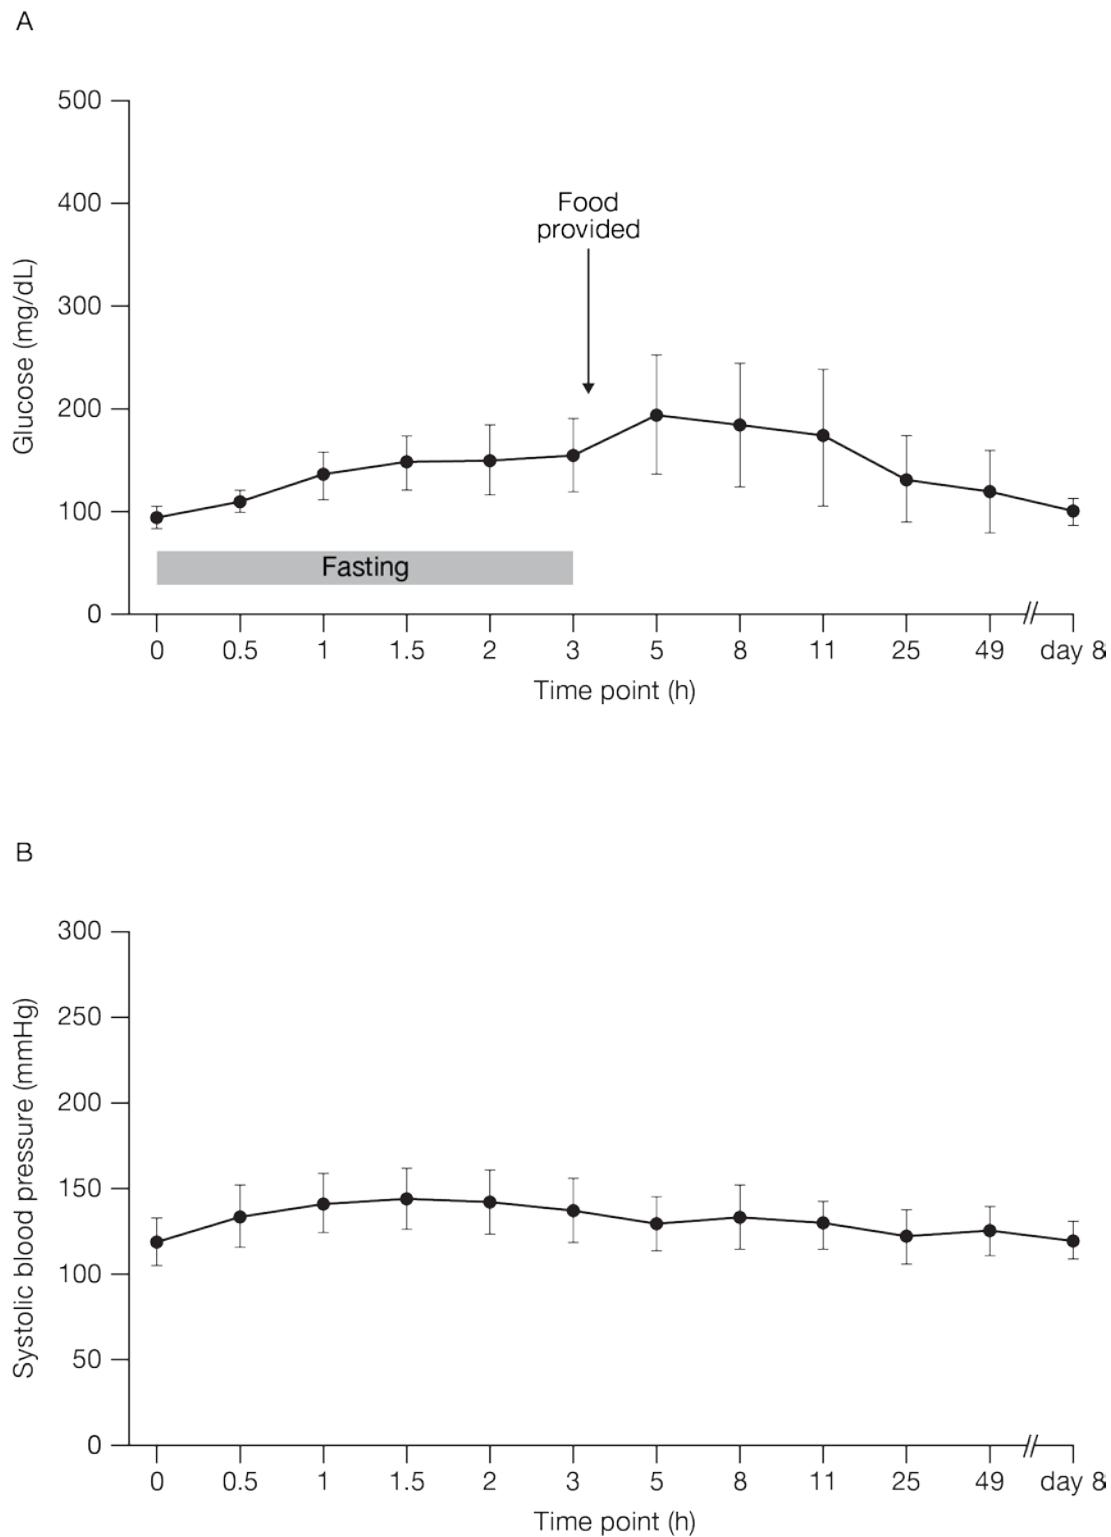 A
500
400
300
200
100
0
Glucose (mg/dL)
Food
provided
Fasting
0 0.5 1 1.5 2 3 5 8 11 25 49 day 8
Time point (h)
B
300
250
200
150
100
50
0
Systolic blood pressure (mmHg)
0 0.5 1 1.5 2 3 5 8 11 25 49 day 8
Time point (h)